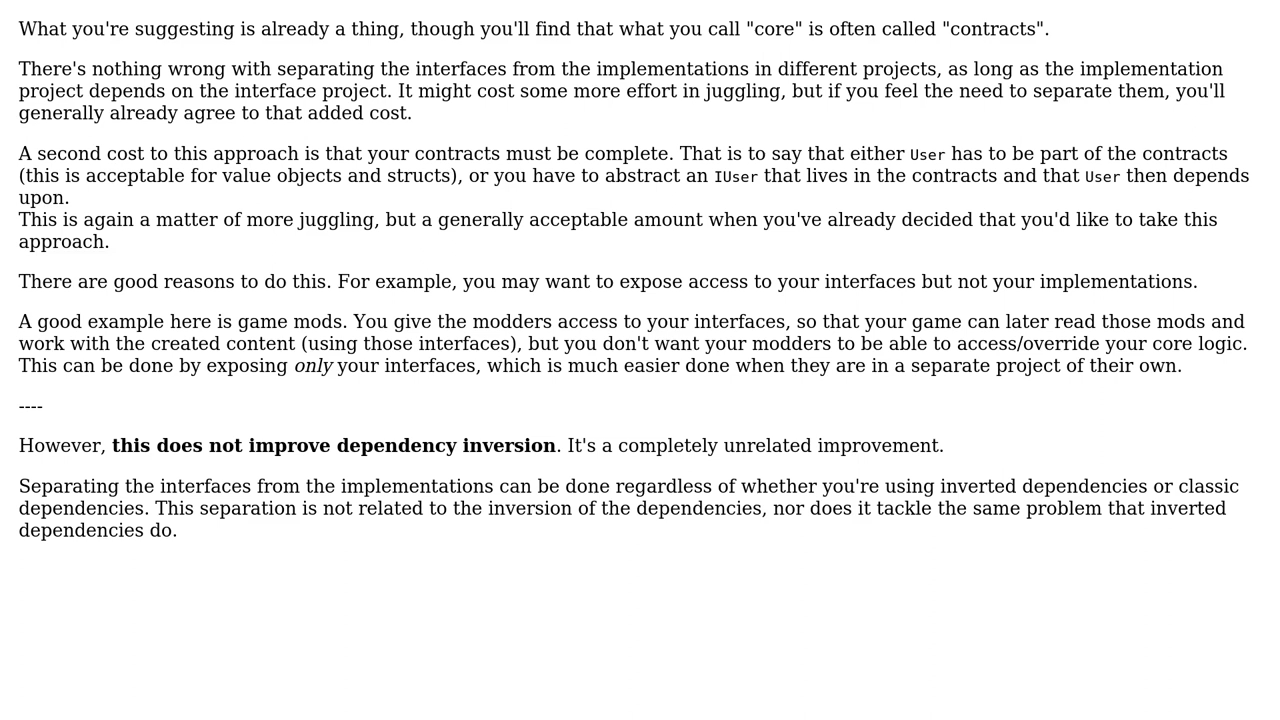 What you're suggesting is already a thing, though you'll find that what you call "core" is often called "contracts".
There's nothing wrong with separating the interfaces from the implementations in different projects, as long as the implementation
project depends on the interface project. It might cost some more effort in juggling, but if you feel the need to separate them, you'll
generally already agree to that added cost.
A second cost to this approach is that your contracts must be complete. That is to say that either User has to be part of the contracts
(this is acceptable for value objects and structs), or you have to abstract an IUser that lives in the contracts and that User then depends
upon.
This is again a matter of more juggling, but a generally acceptable amount when you've already decided that you'd like to take this
approach.
There are good reasons to do this. For example, you may want to expose access to your interfaces but not your implementations.
A good example here is game mods. You give the modders access to your interfaces, so that your game can later read those mods and
work with the created content (using those interfaces), but you don't want your modders to be able to access/override your core logic.
This can be done by exposing only your interfaces, which is much easier done when they are in a separate project of their own.
----
However, this does not improve dependency inversion. It's a completely unrelated improvement.
Separating the interfaces from the implementations can be done regardless of whether you're using inverted dependencies or classic
dependencies. This separation is not related to the inversion of the dependencies, nor does it tackle the same problem that inverted
dependencies do.